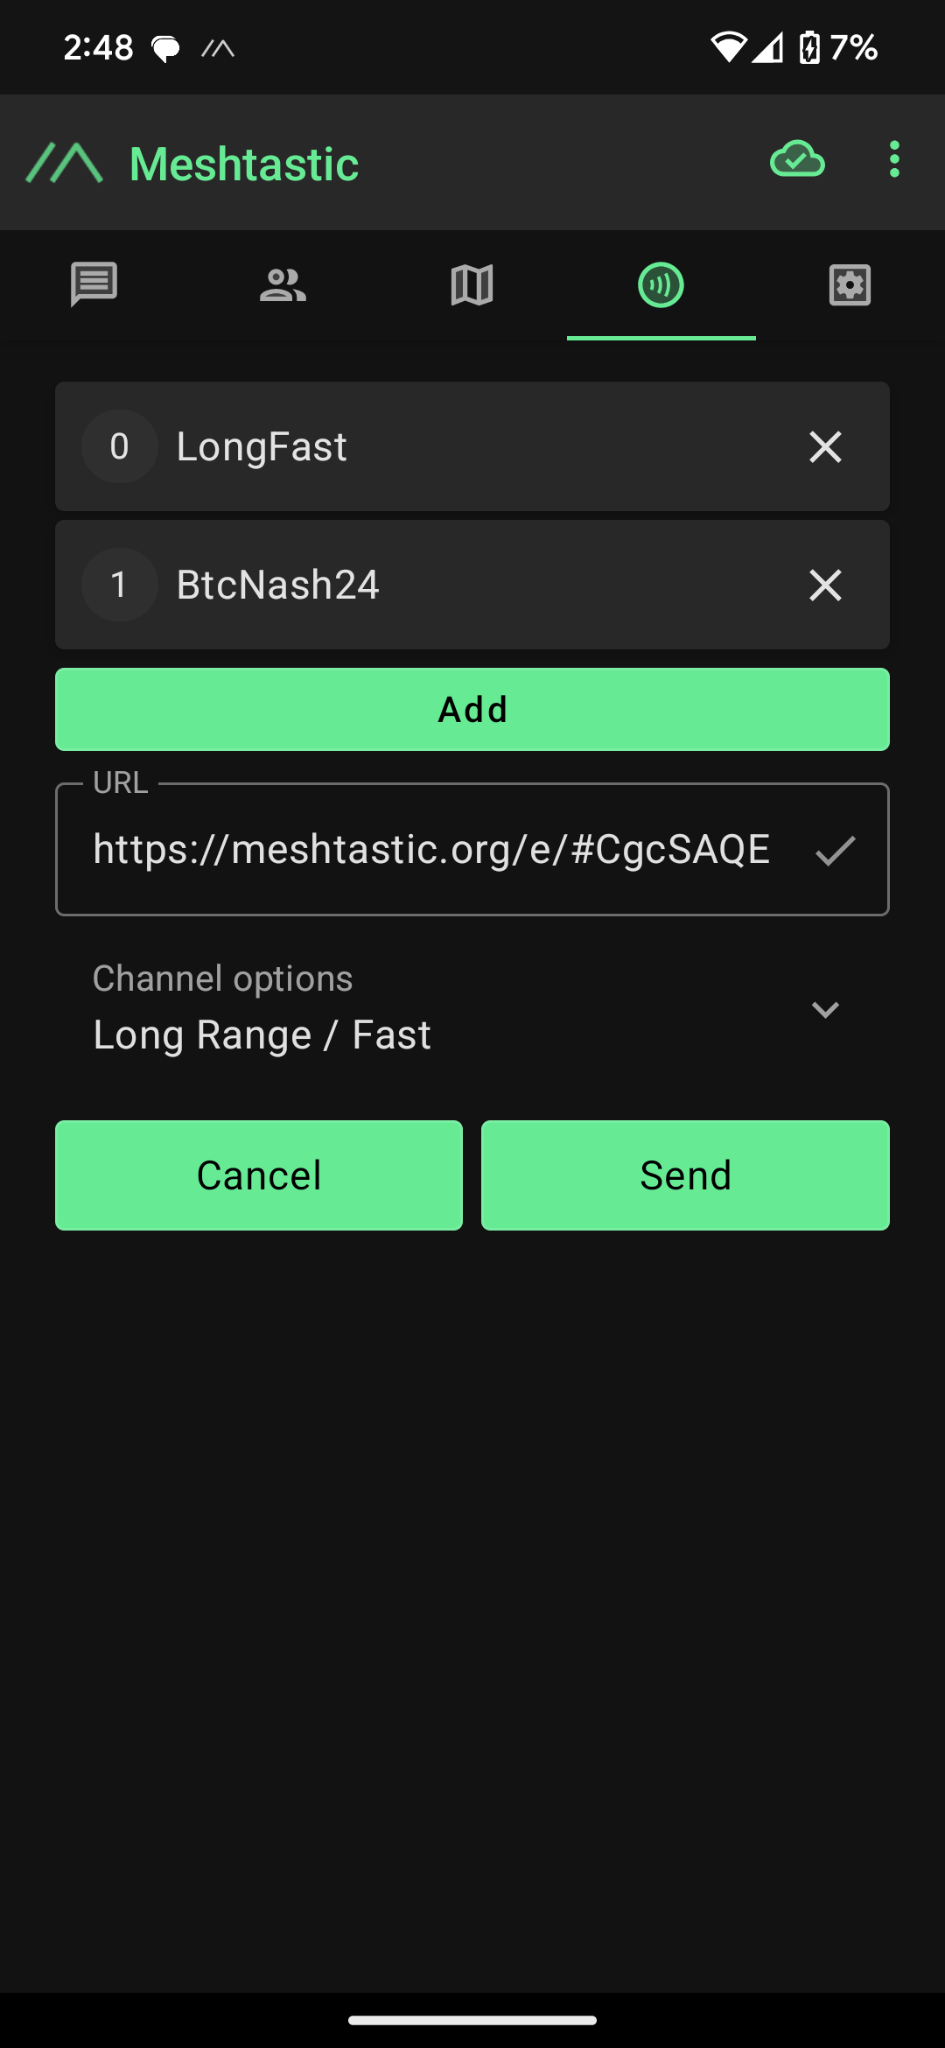 2:48 7%
Meshtastic
0 LongFast
1 BtcNash24
Add
URL
https://meshtastic.org/e/#CgcSAQE
Channel options
Long Range / Fast
Cancel Send